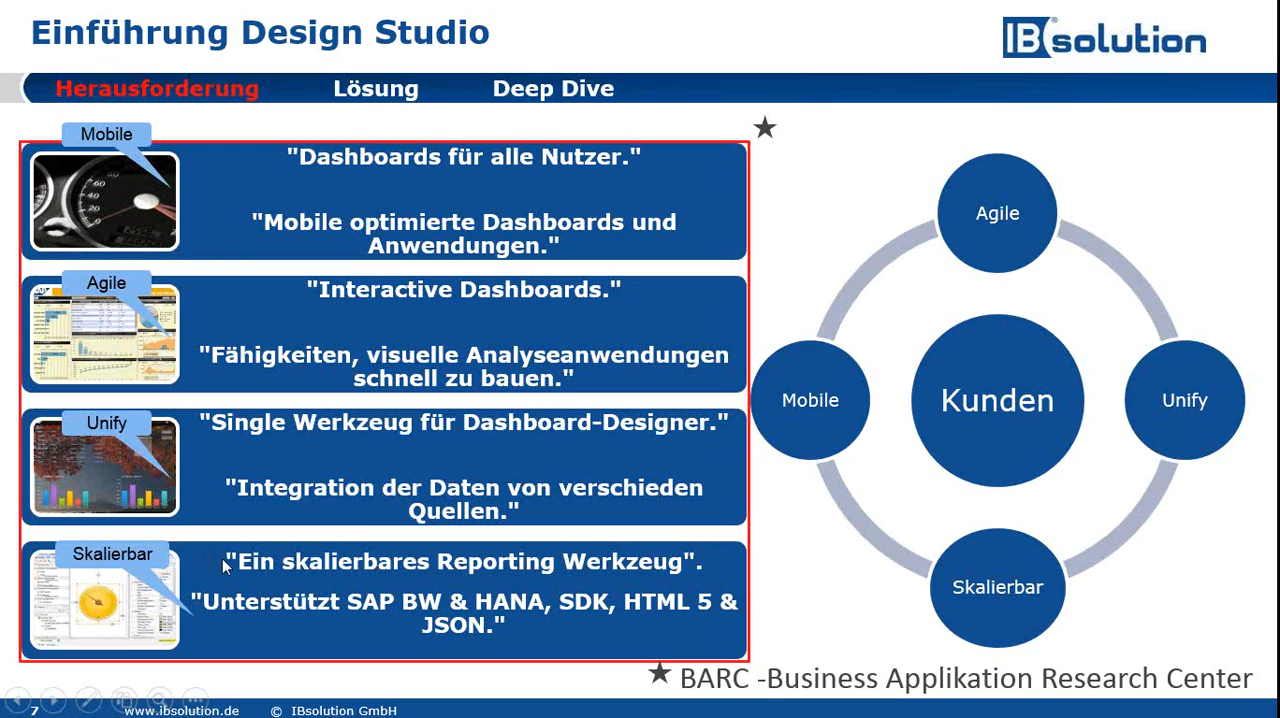 Einführung Design Studio
IBsolution
Herausforderung Lösung Deep Dive
Mobile
"Dashboards für alle Nutzer."
"Mobile optimierte Dashboards und
Anwendungen."
Agile
"Interactive Dashboards."
"Fähigkeiten, visuelle Analyseanwendungen
schnell zu bauen."
Unify
"Single Werkzeug für Dashboard-Designer."
"Integration der Daten von verschieden
Quellen."
Skalierbar
"Ein skalierbares Reporting Werkzeug".
"Unterstützt SAP BW & HANA, SDK, HTML 5 &
JSON."
Agile
Mobile
Kunden
Unify
Skalierbar
★ BARC -Business Applikation Research Center
7 www.ibsolution.de © IBsolution GmbH